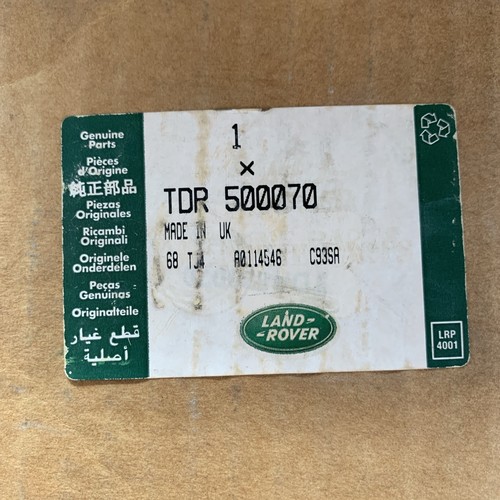 Genuine
Parts
Pièces
d'Origine
純正部品
Piezas
Originales
Ricambi
Originali
Originele
Onderdelen
Peças
Genuinas
Originalteile
قطع غيار
أصلية
1
×
TDR 500070
MADE IN UK
68 TJ4 A0114546 C93SA
LAND-
-ROVER
LRP
4001